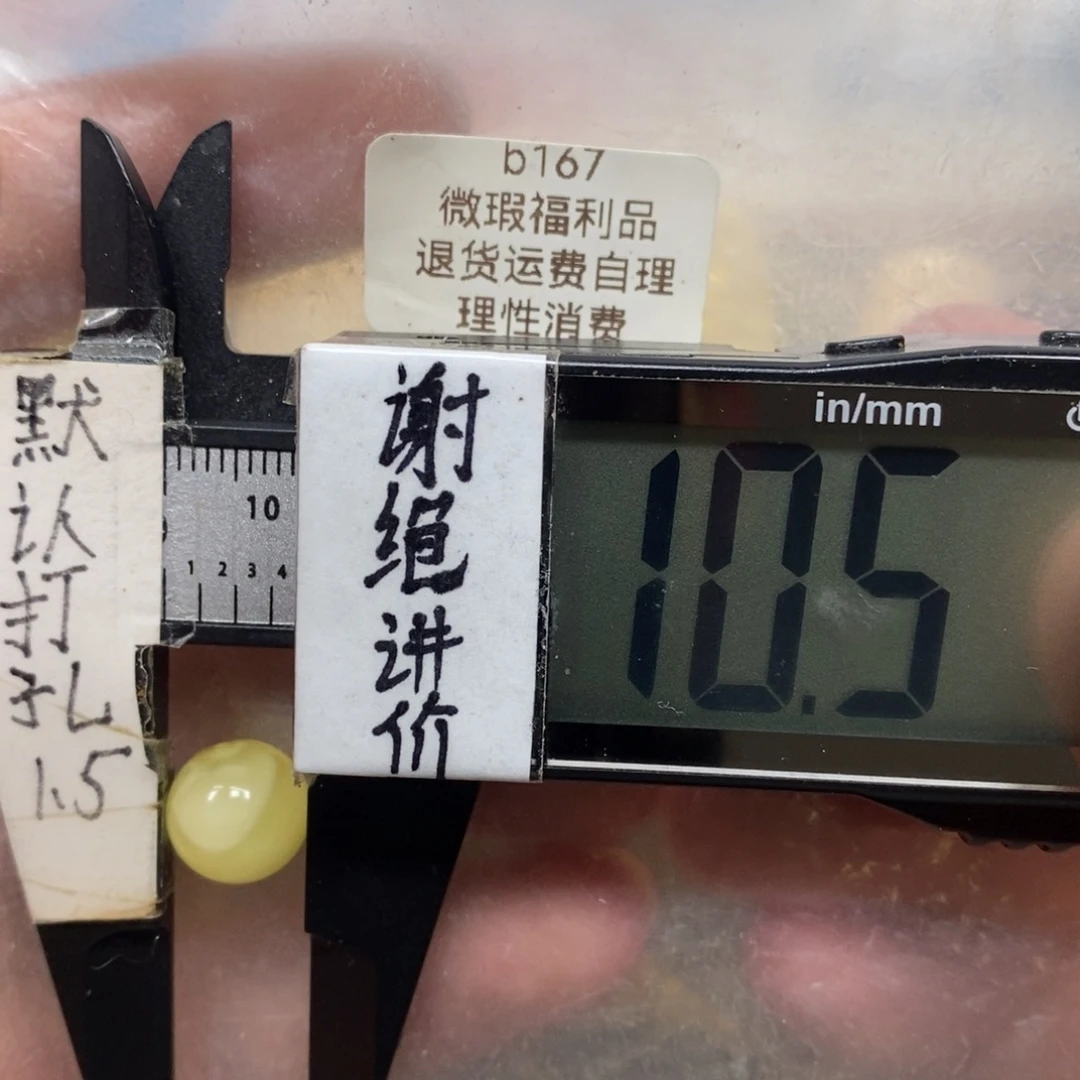 b167
微瑕福利品
退货运费自理
理性消费
默认打孔1.5
谢绝讲价
in/mm
10.5
10
1 2 3 4